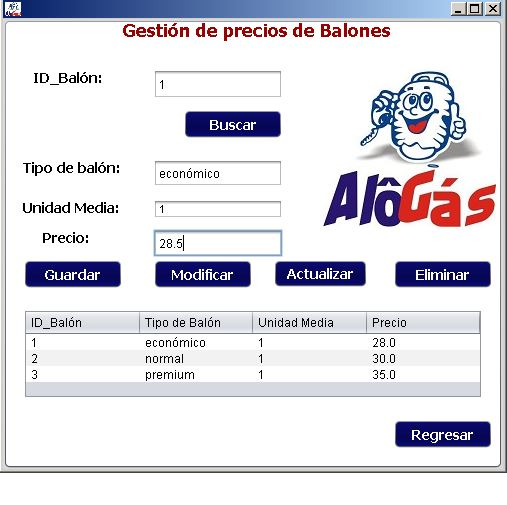 Gestión de precios de Balones
ID_Balón:
1
Buscar
Tipo de balón:
económico
Unidad Media:
1
Precio:
28.5
AlôGás
Guardar Modificar Actualizar Eliminar
ID_Balón Tipo de Balón Unidad Media Precio
1 económico 1 28.0
2 normal 1 30.0
3 premium 1 35.0
Regresar